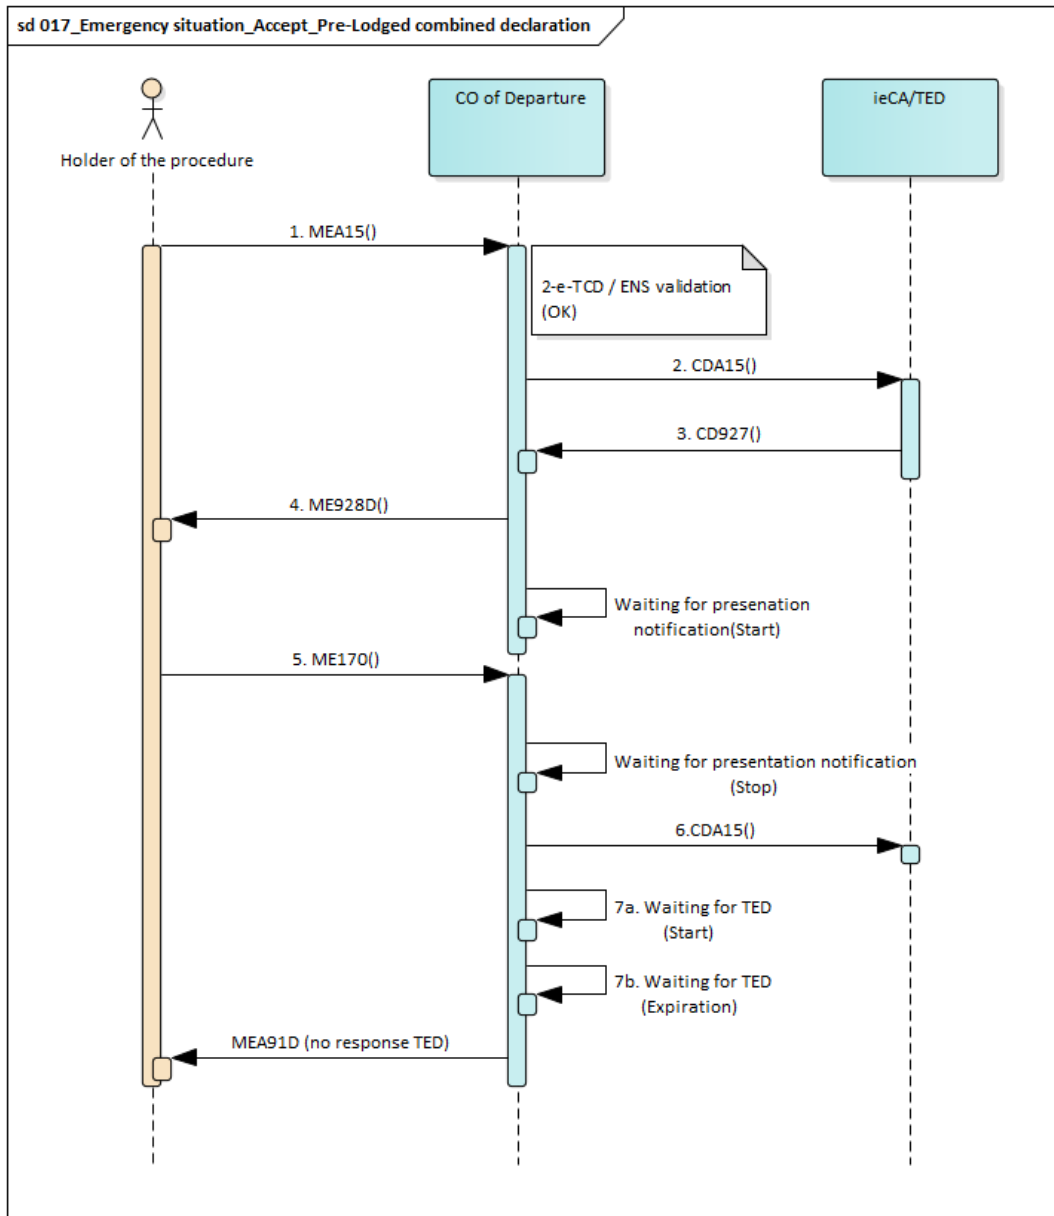 sd 017_Emergency situation_Accept_Pre-Lodged combined declaration
CO of Departure
ieCA/TED
Holder of the procedure
1. MEA15()
2-e-TCD / ENS validation
(OK)
2. CDA15()
3. CD927()
4. ME928D()
Waiting for presenation
notification(Start)
5. ME170()
Waiting for presentation notification
(Stop)
6.CDA15()
7a. Waiting for TED
(Start)
7b. Waiting for TED
(Expiration)
MEA91D (no response TED)